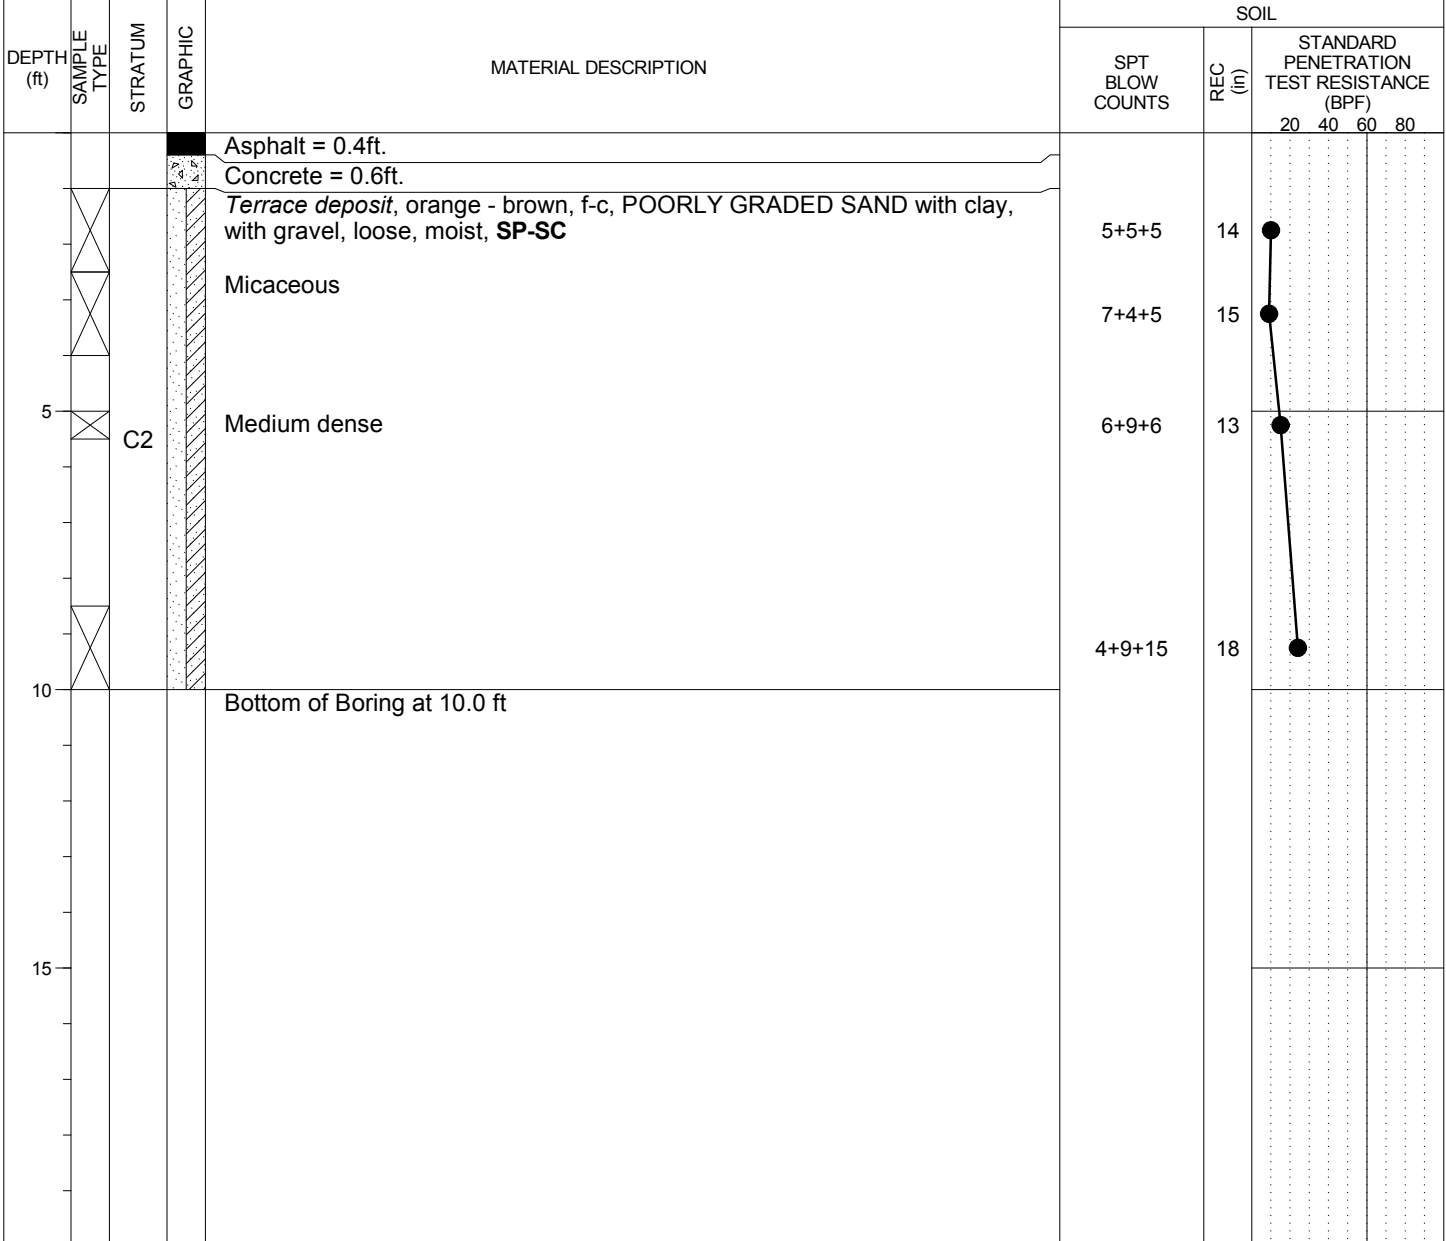 SOIL
DEPTH
(ft)
SAMPLE
TYPE
STRATUM
GRAPHIC
MATERIAL DESCRIPTION
SPT
BLOW
COUNTS
REC
(in)
STANDARD
PENETRATION
TEST RESISTANCE
(BPF)
20 40 60 80
Asphalt = 0.4ft.
Concrete = 0.6ft.
Terrace deposit, orange - brown, f-c, POORLY GRADED SAND with clay,
with gravel, loose, moist, SP-SC
5+5+5 14
Micaceous
7+4+5 15
5
Medium dense
6+9+6 13
C2
4+9+15 18
10
Bottom of Boring at 10.0 ft
15